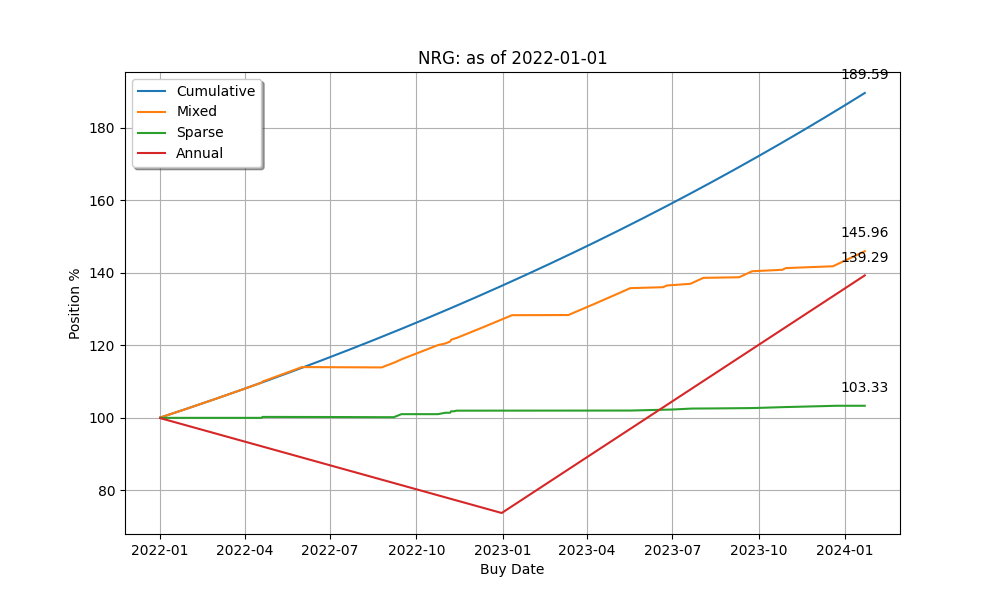 NRG: as of 2022-01-01
189.59
Cumulative
Mixed
Sparse
Annual
180
160
145.96
139.29
140
120
103.33
100
80
Position %
2022-01 2022-04 2022-07 2022-10 2023-01 2023-04 2023-07 2023-10 2024-01
Buy Date